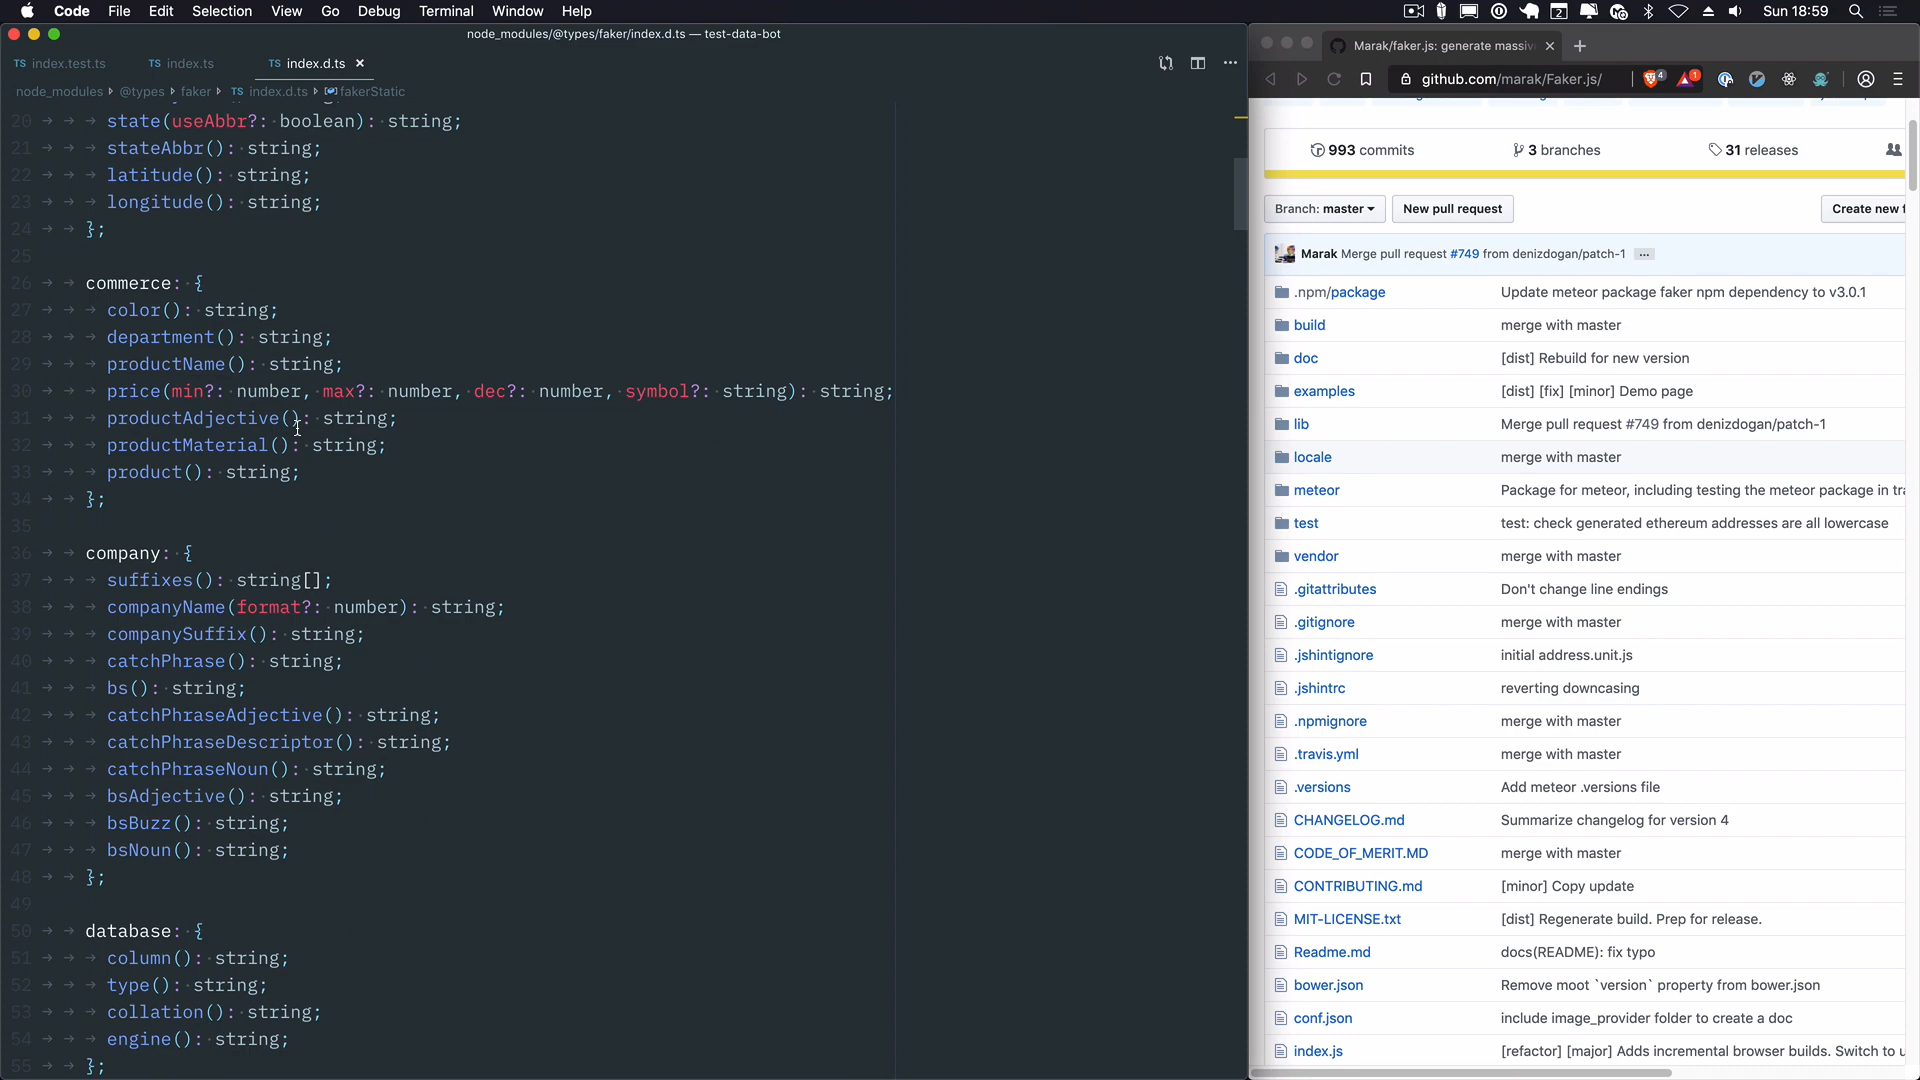 Code File Edit Selection View Go Debug Terminal Window Help
2
Sun 18:59
node_modules/@types/faker/index.d.ts — test-data-bot
TS index.test.ts
TS index.ts
TS index.d.ts ×
node_modules @types faker TS index.d.ts fakerStatic
20 state(useAbbr?: boolean): string;
21 stateAbbr(): string;
22 latitude(): string;
23 longitude(): string;
24 };
25
26 commerce: {
27 color(): string;
28 department(): string;
29 productName(): string;
30 price(min?: number, max?: number, dec?: number, symbol?: string): string;
31 productAdjective(): string;
32 productMaterial(): string;
33 product(): string;
34 };
35
36 company: {
37 suffixes(): string[];
38 companyName(format?: number): string;
39 companySuffix(): string;
40 catchPhrase(): string;
41 bs(): string;
42 catchPhraseAdjective(): string;
43 catchPhraseDescriptor(): string;
44 catchPhraseNoun(): string;
45 bsAdjective(): string;
46 bsBuzz(): string;
47 bsNoun(): string;
48 };
49
50 database: {
51 column(): string;
52 type(): string;
53 collation(): string;
54 engine(): string;
55 };
Marak/faker.js: generate massiv
github.com/marak/Faker.js/
4
1
993 commits
3 branches
31 releases
Branch: master
New pull request
Create new f
Marak Merge pull request #749 from denizdogan/patch-1 …
.npm/package Update meteor package faker npm dependency to v3.0.1
build merge with master
doc [dist] Rebuild for new version
examples [dist] [fix] [minor] Demo page
lib Merge pull request #749 from denizdogan/patch-1
locale merge with master
meteor Package for meteor, including testing the meteor package in tra
test test: check generated ethereum addresses are all lowercase
vendor merge with master
.gitattributes Don't change line endings
.gitignore merge with master
.jshintignore initial address.unit.js
.jshintrc reverting downcasing
.npmignore merge with master
.travis.yml merge with master
.versions Add meteor .versions file
CHANGELOG.md Summarize changelog for version 4
CODE_OF_MERIT.MD merge with master
CONTRIBUTING.md [minor] Copy update
MIT-LICENSE.txt [dist] Regenerate build. Prep for release.
Readme.md docs(README): fix typo
bower.json Remove moot `version` property from bower.json
conf.json include image_provider folder to create a doc
index.js [refactor] [major] Adds incremental browser builds. Switch to u